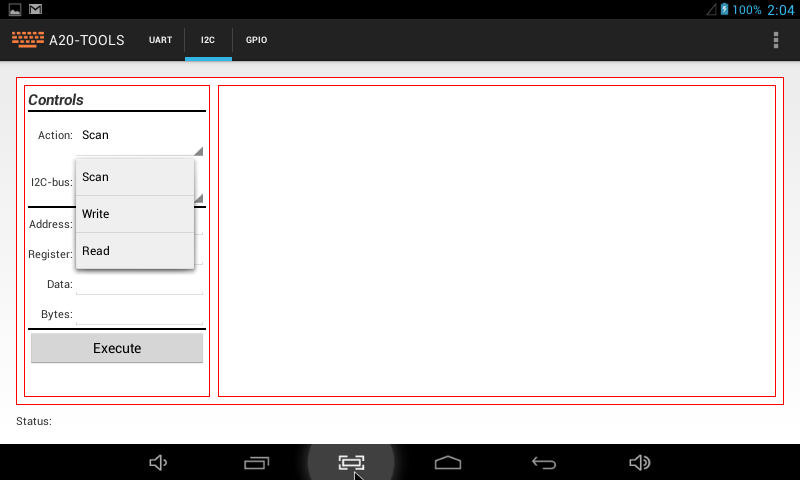 100% 2:04
A20-TOOLS UART I2C GPIO
Controls
Action: Scan
Scan
I2C-bus:
Write
Address:
Read
Register:
Data:
Bytes:
Execute
Status: